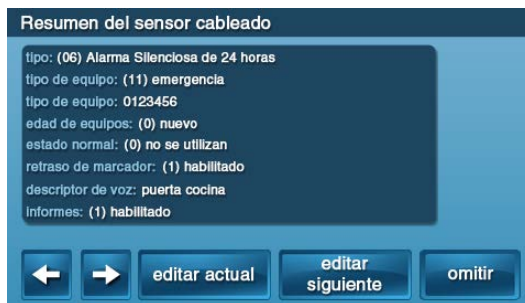 Resumen del sensor cableado
tipo: (06) Alarma Silenciosa de 24 horas
tipo de equipo: (11) emergencia
tipo de equipo: 0123456
edad de equipos: (0) nuevo
estado normal: (0) no se utilizan
retraso de marcador: (1) habilitado
descriptor de voz: puerta cocina
informes: (1) habilitado
editar actual
editar
siguiente
omitir